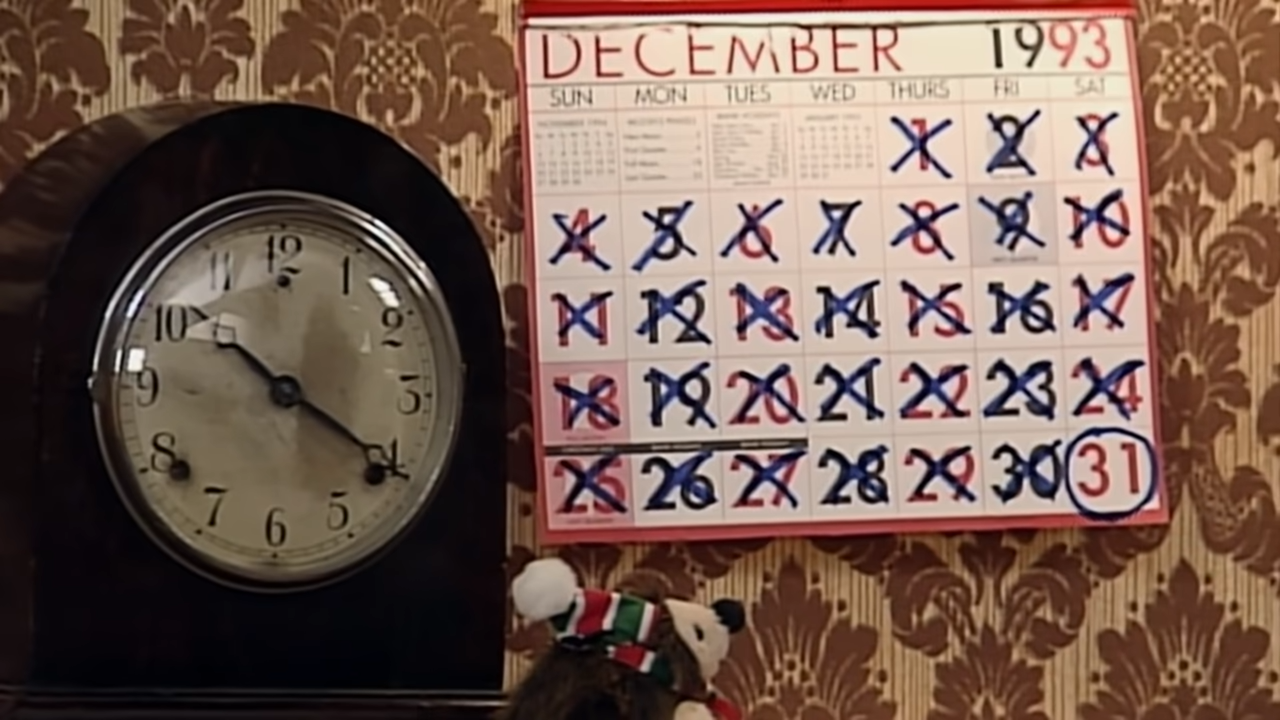 DECEMBER 1993
SUN MON TUES WED THURS FRI SAT
1 2 3
4 5 6 7 8 9 10
11 12 13 14 15 16 17
18 19 20 21 22 23 24
25 26 27 28 29 30 31
12
11 1
10 2
9 3
8 4
7 5
6